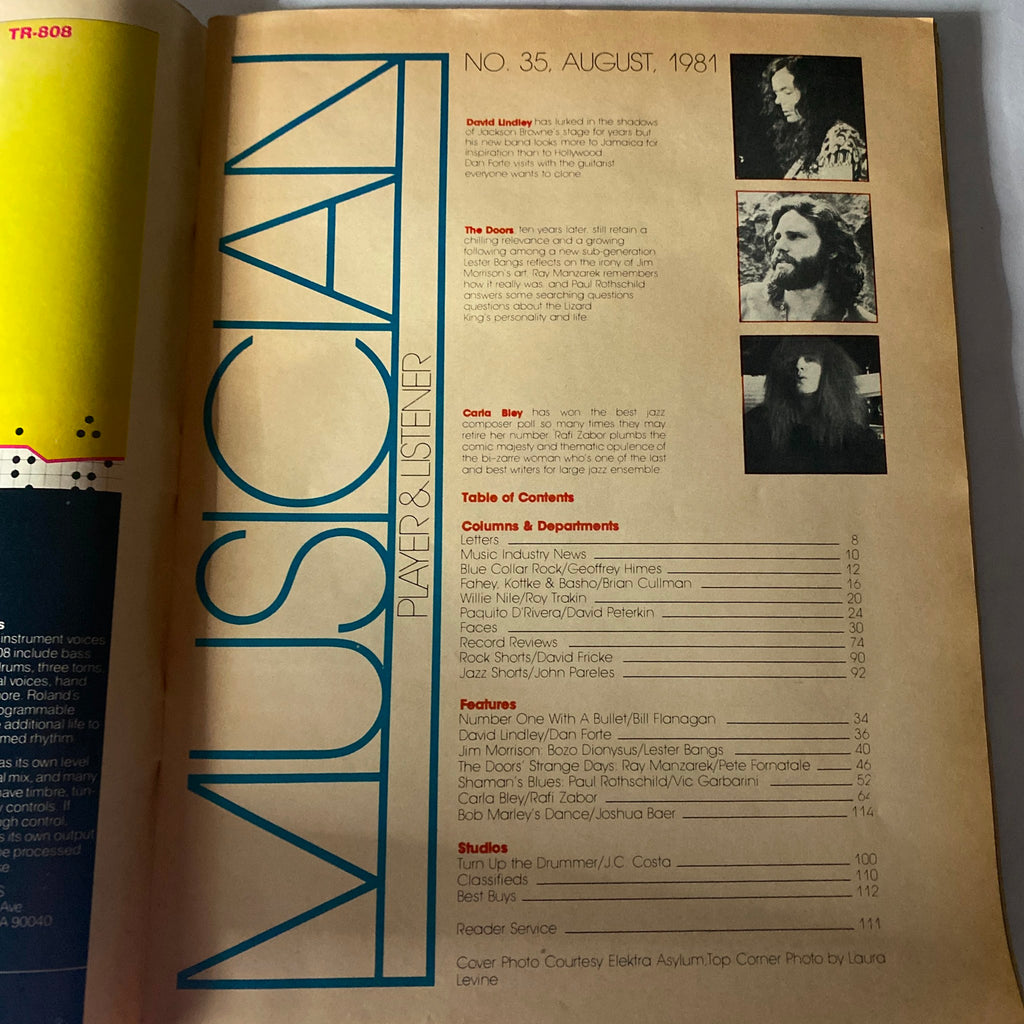 TR-808
s
instrument voices
08 include bass
drums, three toms,
al voices, hand
ore. Roland's
ogrammable
additional life to
med rhythm
as its own level
al mix, and many
have timbre, tun-
y controls. If
gh control,
s its own output
be processed
ke
S
Ave
A 90040
MUSICIAN
PLAYER & LISTENER
NO. 35, AUGUST, 1981
David Lindley has lurked in the shadows
of Jackson Browne's stage for years but
his new band looks more to Jamaica for
inspiration than to Hollywood.
Dan Forte visits with the guitarist
everyone wants to clone.
The Doors, ten years later, still retain a
chilling relevance and a growing
following among a new sub-generation.
Lester Bangs reflects on the irony of Jim
Morrison's art, Ray Manzarek remembers
how it really was, and Paul Rothschild
answers some searching questions
questions about the Lizard
King's personality and life.
Carla Bley has won the best jazz
composer poll so many times they may
retire her number. Rafi Zabor plumbs the
comic majesty and thematic opulence of
the bi-zarre woman who's one of the last
and best writers for large jazz ensemble.
Table of Contents
Columns & Departments
Letters 8
Music Industry News 10
Blue Collar Rock/Geoffrey Himes 12
Fahey, Kottke & Basho/Brian Cullman 16
Willie Nile/Roy Trakin 20
Paquito D'Rivera/David Peterkin 24
Faces 30
Record Reviews 74
Rock Shorts/David Fricke 90
Jazz Shorts/John Pareles 92
Features
Number One With A Bullet/Bill Flanagan 34
David Lindley/Dan Forte 36
Jim Morrison: Bozo Dionysus/Lester Bangs 40
The Doors' Strange Days: Ray Manzarek/Pete Fornatale 46
Shaman's Blues: Paul Rothschild/Vic Garbarini 52
Carla Bley/Rafi Zabor 64
Bob Marley's Dance/Joshua Baer 114
Studios
Turn Up the Drummer/J.C. Costa 100
Classifieds 110
Best Buys 112
Reader Service 111
Cover Photo Courtesy Elektra Asylum,Top Corner Photo by Laura
Levine